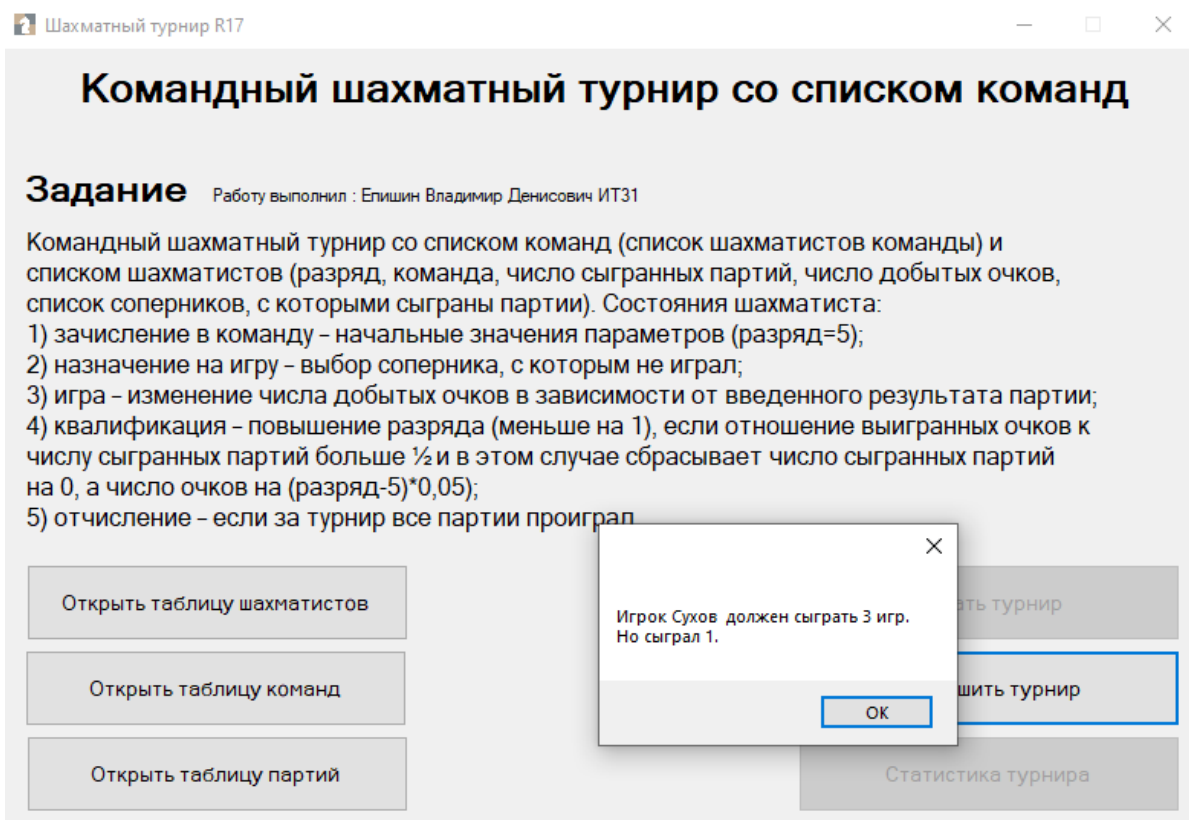 Шахматный турнир R17
Командный шахматный турнир со списком команд
Задание Работу выполнил : Епишин Владимир Денисович ИТ31
Командный шахматный турнир со списком команд (список шахматистов команды) и
списком шахматистов (разряд, команда, число сыгранных партий, число добытых очков,
список соперников, с которыми сыграны партии). Состояния шахматиста:
1) зачисление в команду – начальные значения параметров (разряд=5);
2) назначение на игру – выбор соперника, с которым не играл;
3) игра – изменение числа добытых очков в зависимости от введенного результата партии;
4) квалификация – повышение разряда (меньше на 1), если отношение выигранных очков к
числу сыгранных партий больше ½ и в этом случае сбрасывает число сыгранных партий
на 0, а число очков на (разряд-5)*0,05);
5) отчисление – если за турнир все партии проиграл
Открыть таблицу шахматистов
Открыть таблицу команд
Открыть таблицу партий
Игрок Сухов должен сыграть 3 игр.
Но сыграл 1.
OK
турнир
турнир
Статистика турнира